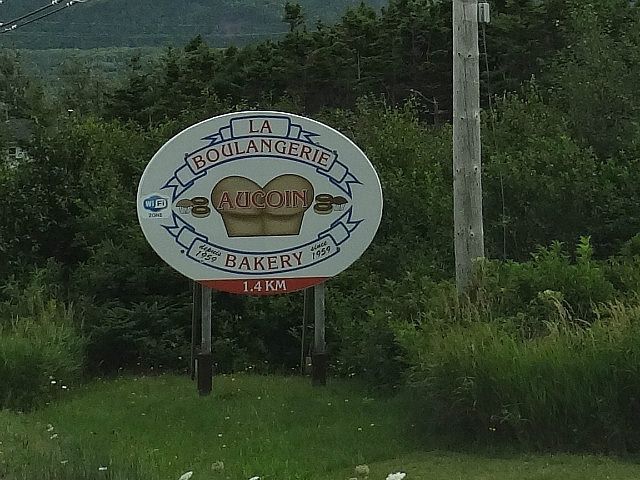 LA
BOULANGERIE
AUCOIN
WiFi
ZONE
depuis
1959
since
1959
BAKERY
1.4 KM